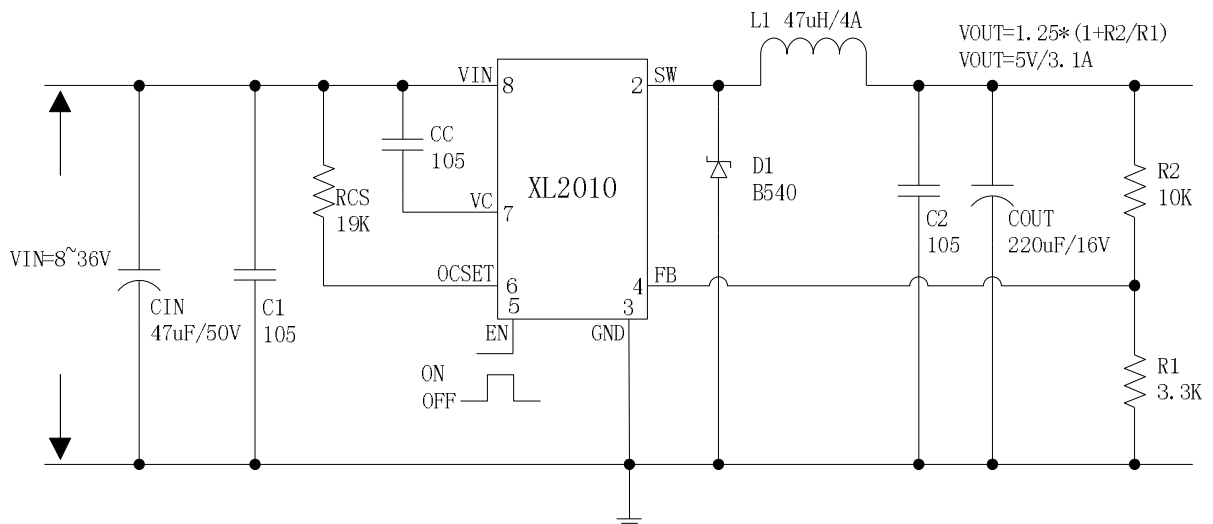 L1 47uH/4A
VOUT=1.25*(1+R2/R1)
VOUT=5V/3.1A
VIN
8
2
SW
CC
105
D1
B540
R2
10K
RCS
19K
VC
7
XL2010
C2
105
COUT
220uF/16V
VIN=8~36V
OCSET
6
4
FB
CIN
47uF/50V
C1
105
5
3
EN
GND
ON
OFF
R1
3.3K